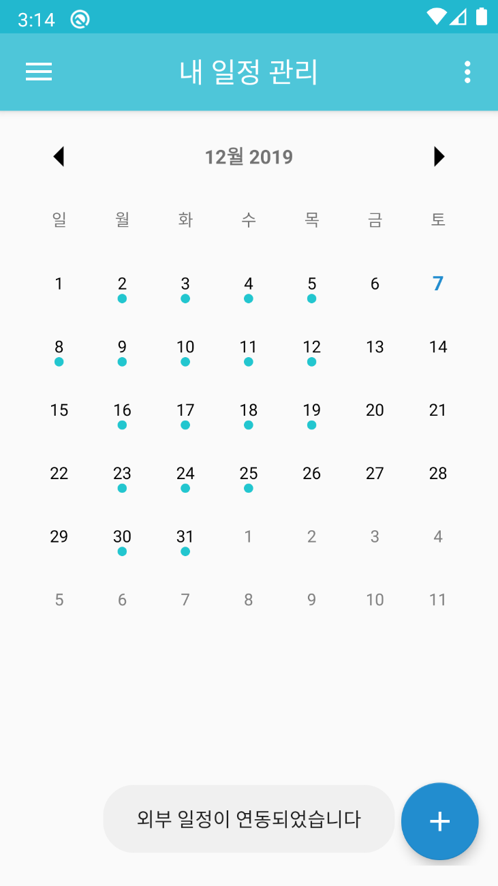 3:14
내 일정 관리
12월 2019
일 월 화 수 목 금 토
1 2 3 4 5 6 7
8 9 10 11 12 13 14
15 16 17 18 19 20 21
22 23 24 25 26 27 28
29 30 31 1 2 3 4
5 6 7 8 9 10 11
외부 일정이 연동되었습니다